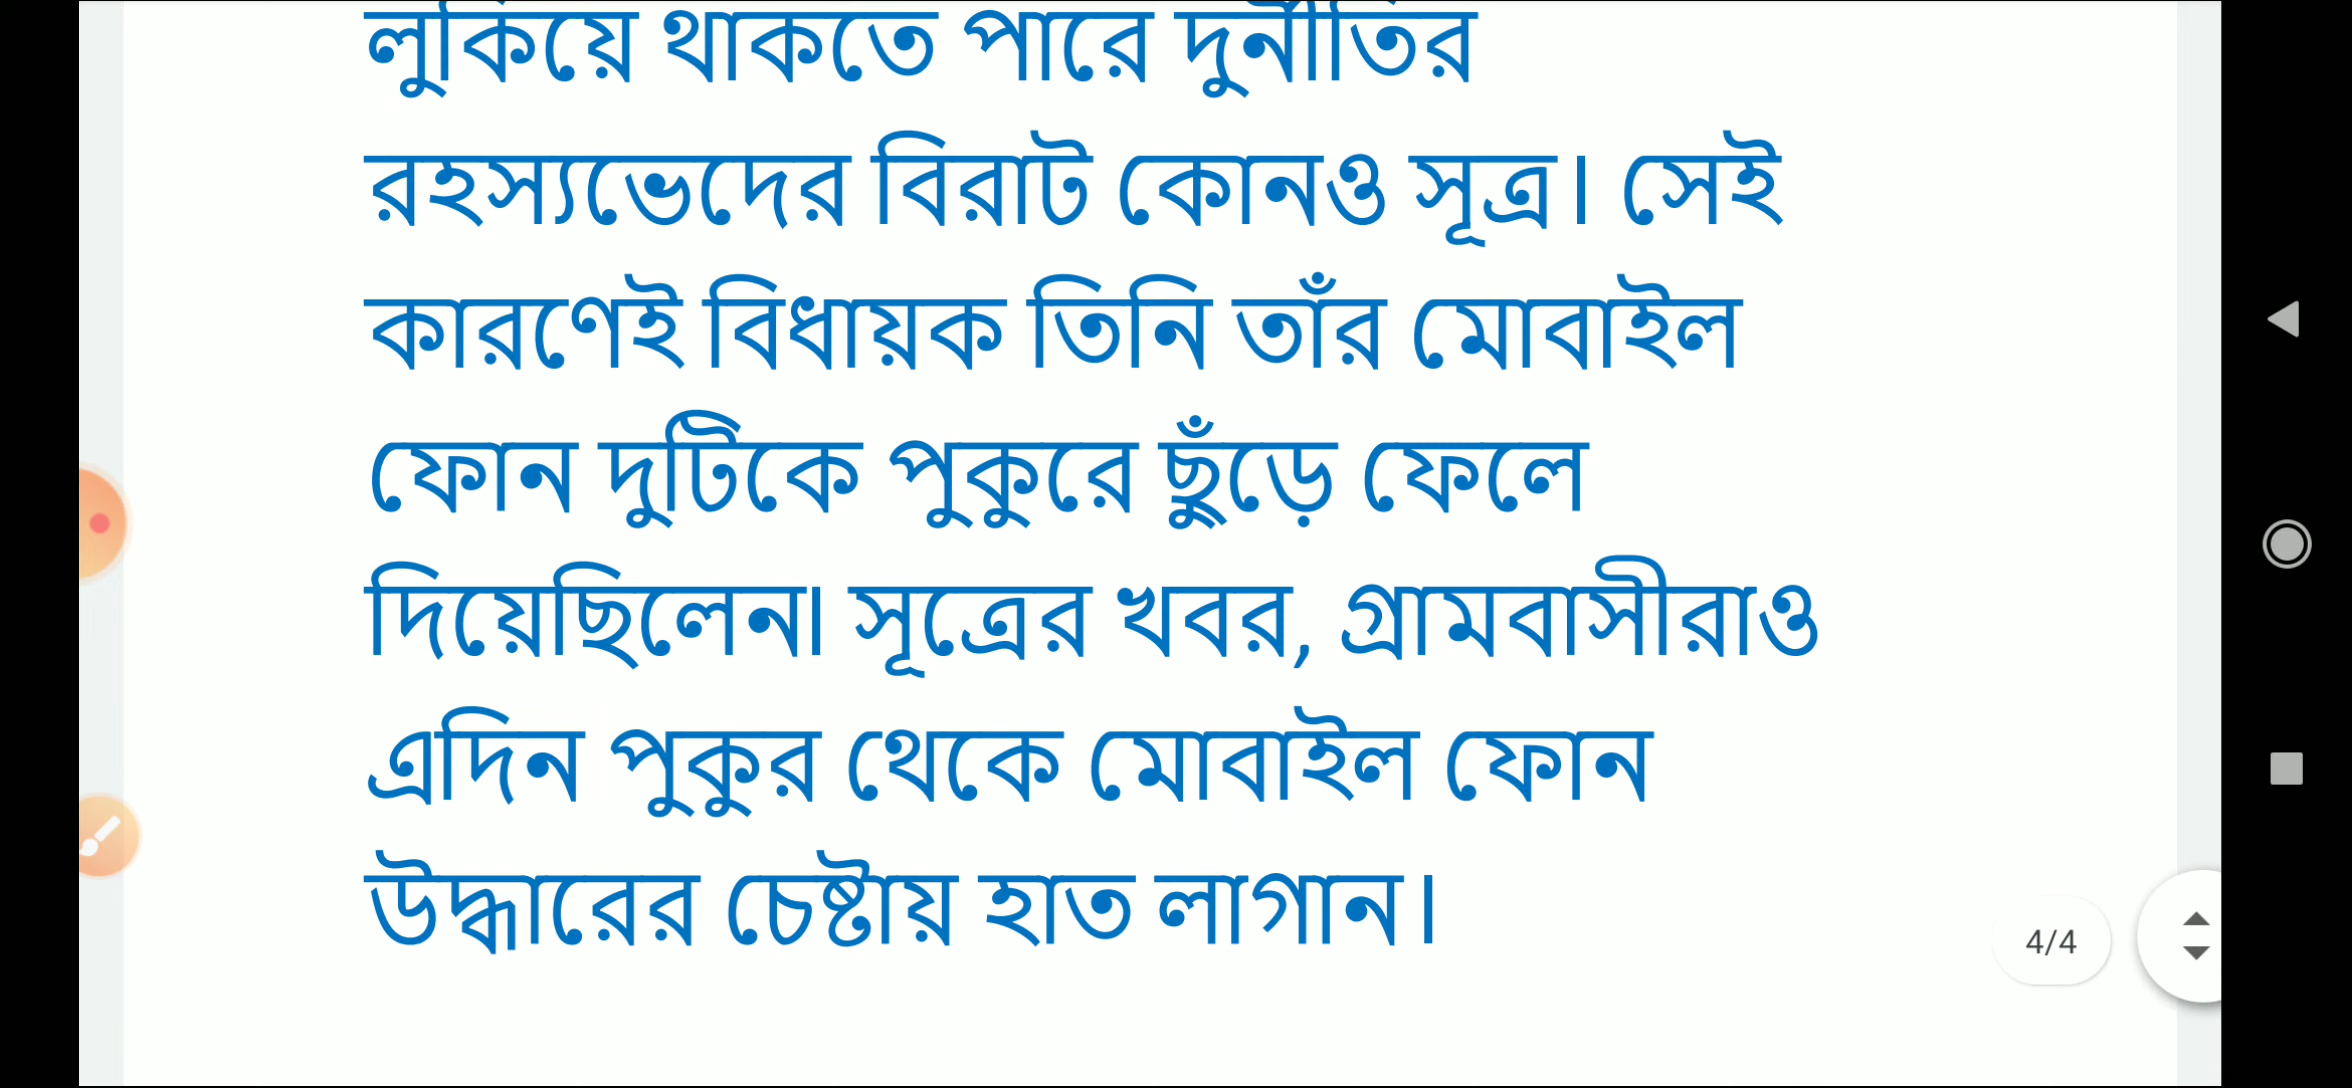 লুকিয়ে থাকতে পারে দুর্নীতির
রহস্যভেদের বিরাট কোনও সূত্র। সেই
কারণেই বিধায়ক তিনি তাঁর মোবাইল
ফোন দুটিকে পুকুরে ছুঁড়ে ফেলে
দিয়েছিলেন। সূত্রের খবর, গ্রামবাসীরাও
এদিন পুকুর থেকে মোবাইল ফোন
উদ্ধারের চেষ্টায় হাত লাগান।
4/4